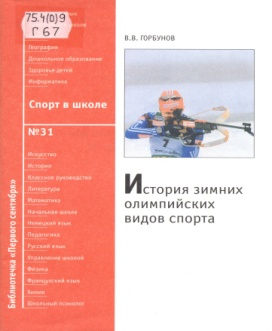 75.4(0)9
Г 67
География
Дошкольное образование
Здоровье детей
Информатика
Спорт в школе
№31
Искусство
История
Классное руководство
Литература
Математика
Начальная школа
Немецкий язык
Педагогика
Русский язык
Управление школой
Физика
Французский язык
Химия
Школьный психолог
Библиотечка «Первого сентября»
В.В. ГОРБУНОВ
История зимних
олимпийских
видов спорта